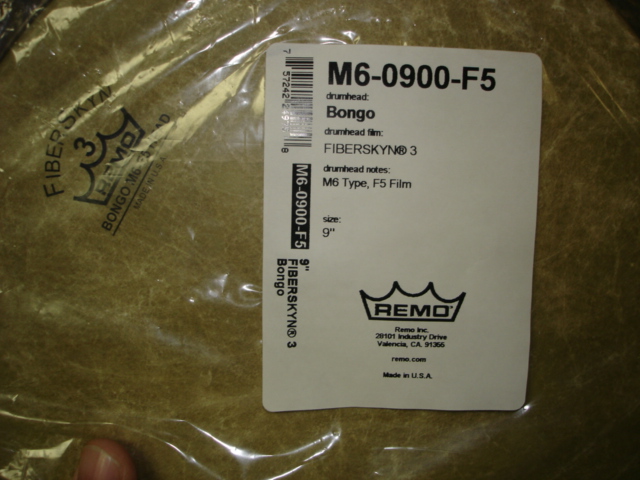 M6-0900-F5
drumhead:
Bongo
drumhead film:
FIBERSKYN® 3
drumhead notes:
M6 Type, F5 Film
size:
9"
REMO
Remo Inc.
28101 Industry Drive
Valencia, CA. 91355
remo.com
Made in U.S.A.
M6-0900-F5
9"
FIBERSKYN® 3
Bongo
FIBERSKYN
3
REMO
MADE IN USA